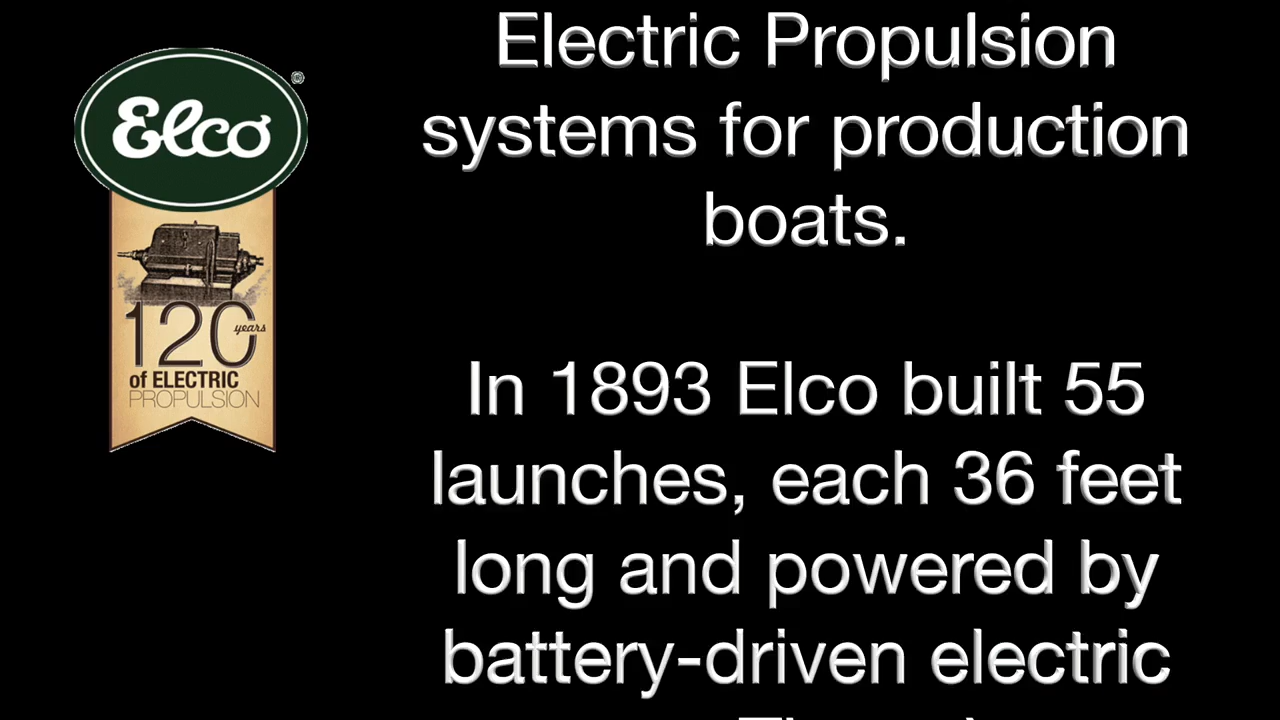 Elco
®
120 years
of ELECTRIC
PROPULSION
Electric Propulsion
systems for production
boats.
In 1893 Elco built 55
launches, each 36 feet
long and powered by
battery-driven electric